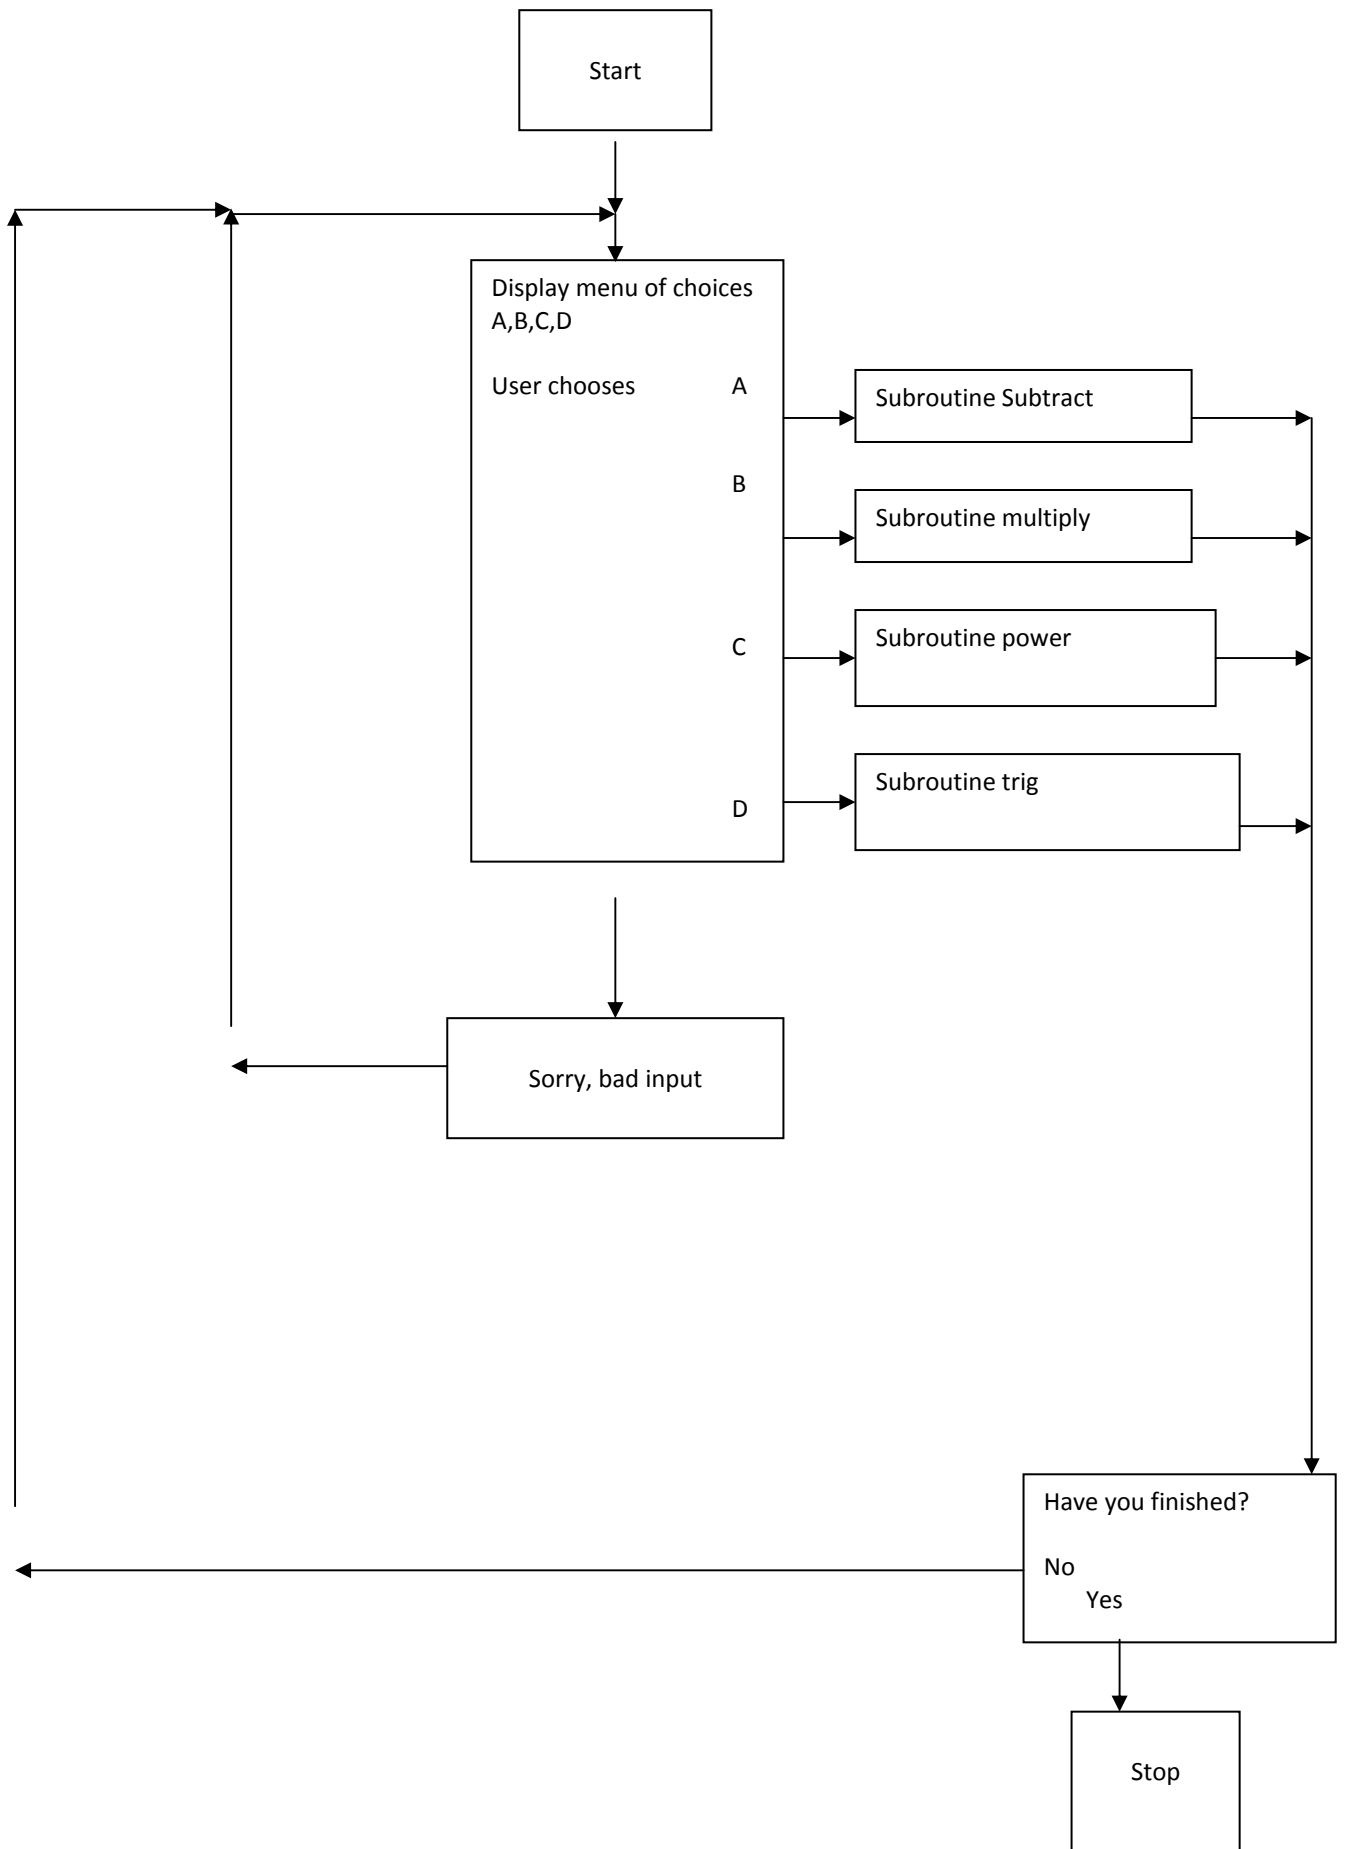 Start
Display menu of choices
A,B,C,D
User chooses A
Subroutine Subtract
B
Subroutine multiply
C
Subroutine power
D
Subroutine trig
Sorry, bad input
Have you finished?
No
Yes
Stop